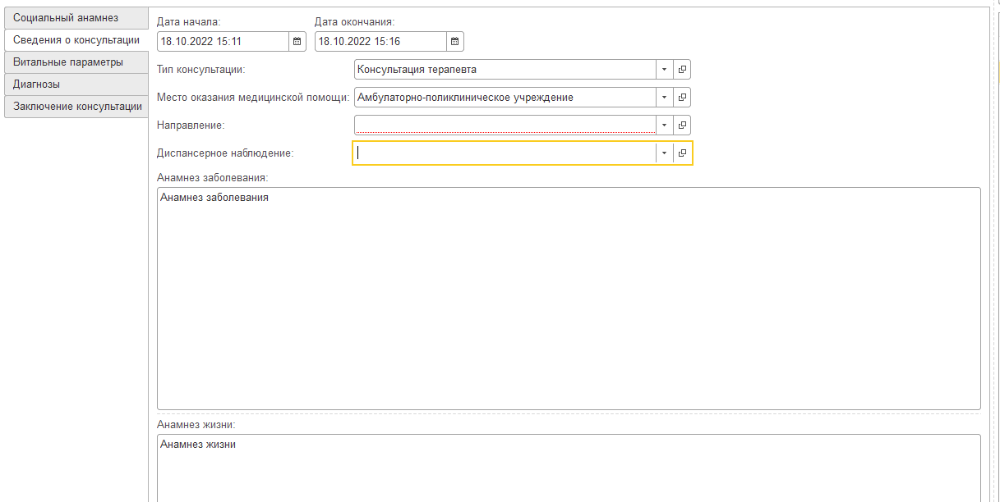 Социальный анамнез
Сведения о консультации
Витальные параметры
Диагнозы
Заключение консультации
Дата начала: Дата окончания:
18.10.2022 15:11 18.10.2022 15:16
Тип консультации: Консультация терапевта
Место оказания медицинской помощи: Амбулаторно-поликлиническое учреждение
Направление:
Диспансерное наблюдение:
Анамнез заболевания:
Анамнез заболевания
Анамнез жизни:
Анамнез жизни